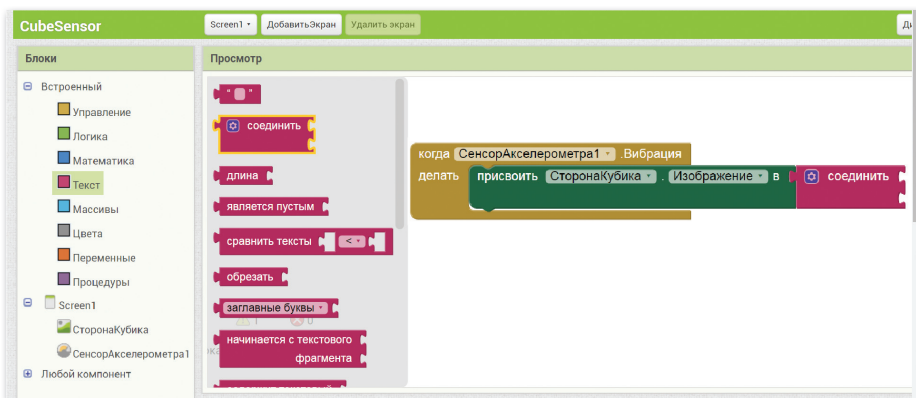 CubeSensor
Screen1
ДобавитьЭкран
Удалить экран
Блоки
Просмотр
Встроенный
Управление
Логика
Математика
Текст
Массивы
Цвета
Переменные
Процедуры
Screen1
СторонаКубика
СенсорАкселерометра1
Любой компонент
" "
соединить
длина
является пустым
сравнить тексты <
обрезать
заглавные буквы
1 0
начинается с текстового
фрагмента
когда СенсорАкселерометра1 .Вибрация
делать присвоить СторонаКубика . Изображение в соединить